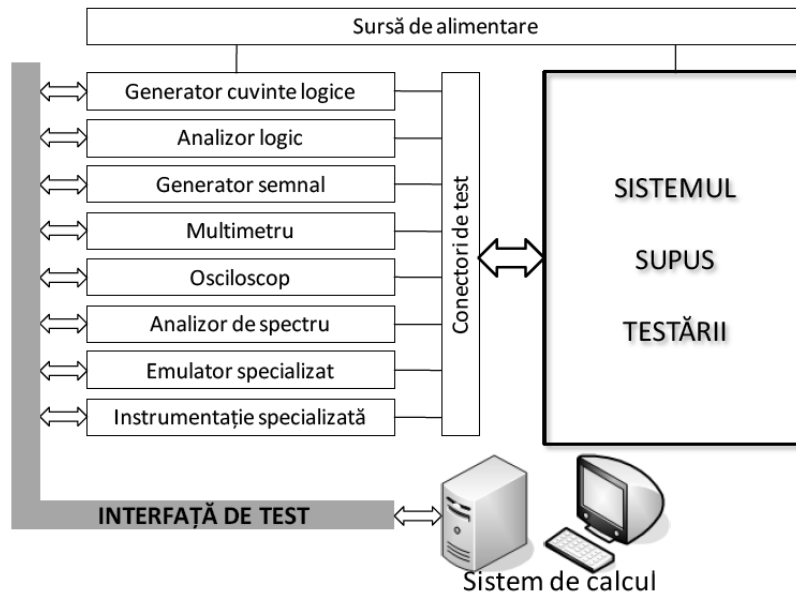 Sursă de alimentare
Generator cuvinte logice
Analizor logic
Generator semnal
Multimetru
Osciloscop
Analizor de spectru
Emulator specializat
Instrumentație specializată
Conectori de test
SISTEMUL
SUPUS
TESTĂRII
INTERFAȚĂ DE TEST
Sistem de calcul